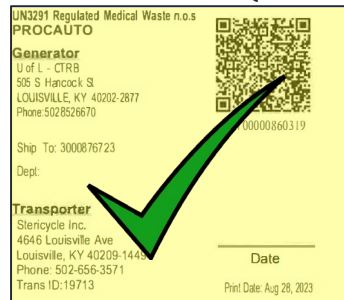 UN3291 Regulated Medical Waste n.o.s
PROCAUTO
Generator
U of L - CTRB
505 S Hancock St
LOUISVILLE, KY 40202-2877
Phone:5028526670
00000860319
Ship To: 3000876723
Dept:
Transporter
Stericycle Inc.
4646 Louisville Ave
Louisville, KY 40209-1449
Phone: 502-656-3571
Trans ID:19713
Date
Print Date: Aug 28, 2023